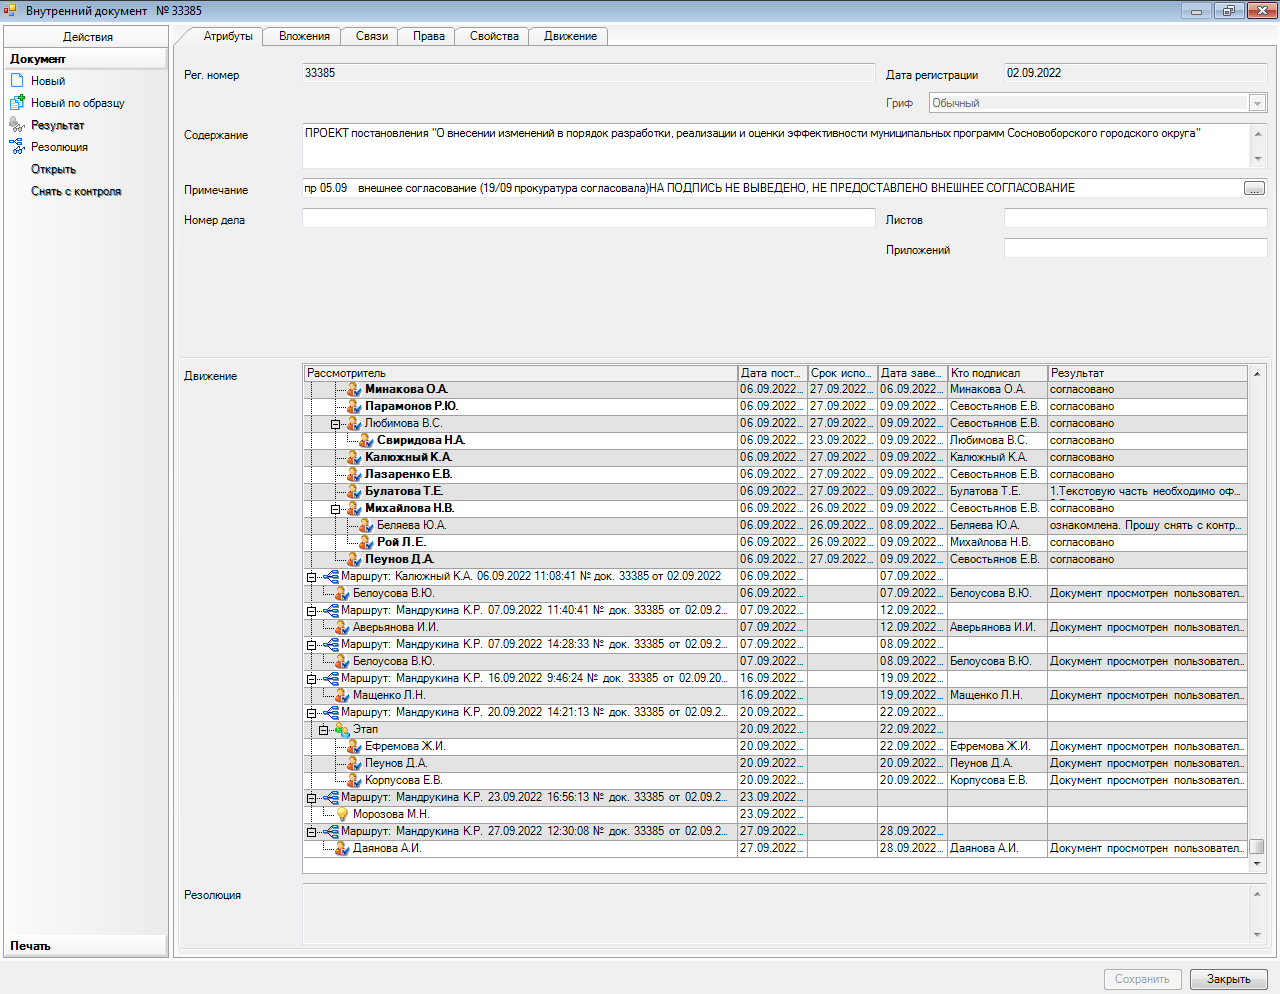 Внутренний документ № 33385
Действия
Документ
Новый
Новый по образцу
Результат
Резолюция
Открыть
Снять с контроля
Печать
Атрибуты Вложения Связи Права Свойства Движение
Рег. номер 33385 Дата регистрации 02.09.2022
Гриф Обычный
Содержание ПРОЕКТ постановления "О внесении изменений в порядок разработки, реализации и оценки эффективности муниципальных программ Сосновоборского городского округа"
Примечание пр 05.09 внешнее согласование (19/09 прокуратура согласовала)НА ПОДПИСЬ НЕ ВЫВЕДЕНО, НЕ ПРЕДОСТАВЛЕНО ВНЕШНЕЕ СОГЛАСОВАНИЕ ...
Номер дела Листов
Приложений
Движение
Рассмотритель Дата пост... Срок испо... Дата заве... Кто подписал Результат
Минакова О.А. 06.09.2022... 27.09.2022... 06.09.2022... Минакова О.А. согласовано
Парамонов Р.Ю. 06.09.2022... 27.09.2022... 09.09.2022... Севостьянов Е.В. согласовано
Любимова В.С. 06.09.2022... 27.09.2022... 09.09.2022... Севостьянов Е.В. согласовано
Свиридова Н.А. 06.09.2022... 23.09.2022... 09.09.2022... Любимова В.С. согласовано
Калюжный К.А. 06.09.2022... 27.09.2022... 09.09.2022... Калюжный К.А. согласовано
Лазаренко Е.В. 06.09.2022... 27.09.2022... 09.09.2022... Севостьянов Е.В. согласовано
Булатова Т.Е. 06.09.2022... 27.09.2022... 09.09.2022... Булатова Т.Е. 1.Текстовую часть необходимо оф...
Михайлова Н.В. 06.09.2022... 26.09.2022... 09.09.2022... Севостьянов Е.В. согласовано
Беляева Ю.А. 06.09.2022... 26.09.2022... 08.09.2022... Беляева Ю.А. ознакомлена. Прошу снять с контр...
Рой Л.Е. 06.09.2022... 26.09.2022... 09.09.2022... Михайлова Н.В. согласовано
Пеунов Д.А. 06.09.2022... 27.09.2022... 09.09.2022... Севостьянов Е.В. согласовано
Маршрут: Калюжный К.А. 06.09.2022 11:08:41 № док. 33385 от 02.09.2022 06.09.2022... 07.09.2022...
Белоусова В.Ю. 06.09.2022... 07.09.2022... Белоусова В.Ю. Документ просмотрен пользовател...
Маршрут: Мандрукина К.Р. 07.09.2022 11:40:41 № док. 33385 от 02.09.2... 07.09.2022... 12.09.2022...
Аверьянова И.И. 07.09.2022... 12.09.2022... Аверьянова И.И. Документ просмотрен пользовател...
Маршрут: Мандрукина К.Р. 07.09.2022 14:28:33 № док. 33385 от 02.09.2... 07.09.2022... 08.09.2022...
Белоусова В.Ю. 07.09.2022... 08.09.2022... Белоусова В.Ю. Документ просмотрен пользовател...
Маршрут: Мандрукина К.Р. 16.09.2022 9:46:24 № док. 33385 от 02.09.20... 16.09.2022... 19.09.2022...
Мащенко Л.Н. 16.09.2022... 19.09.2022... Мащенко Л.Н. Документ просмотрен пользовател...
Маршрут: Мандрукина К.Р. 20.09.2022 14:21:13 № док. 33385 от 02.09.2... 20.09.2022... 22.09.2022...
Этап 20.09.2022... 22.09.2022...
Ефремова Ж.И. 20.09.2022... 22.09.2022... Ефремова Ж.И. Документ просмотрен пользовател...
Пеунов Д.А. 20.09.2022... 20.09.2022... Пеунов Д.А. Документ просмотрен пользовател...
Корпусова Е.В. 20.09.2022... 20.09.2022... Корпусова Е.В. Документ просмотрен пользовател...
Маршрут: Мандрукина К.Р. 23.09.2022 16:56:13 № док. 33385 от 02.09.2... 23.09.2022...
Морозова М.Н. 23.09.2022...
Маршрут: Мандрукина К.Р. 27.09.2022 12:30:08 № док. 33385 от 02.09.2... 27.09.2022... 28.09.2022...
Даянова А.И. 27.09.2022... 28.09.2022... Даянова А.И. Документ просмотрен пользовател...
Резолюция
Сохранить Закрыть